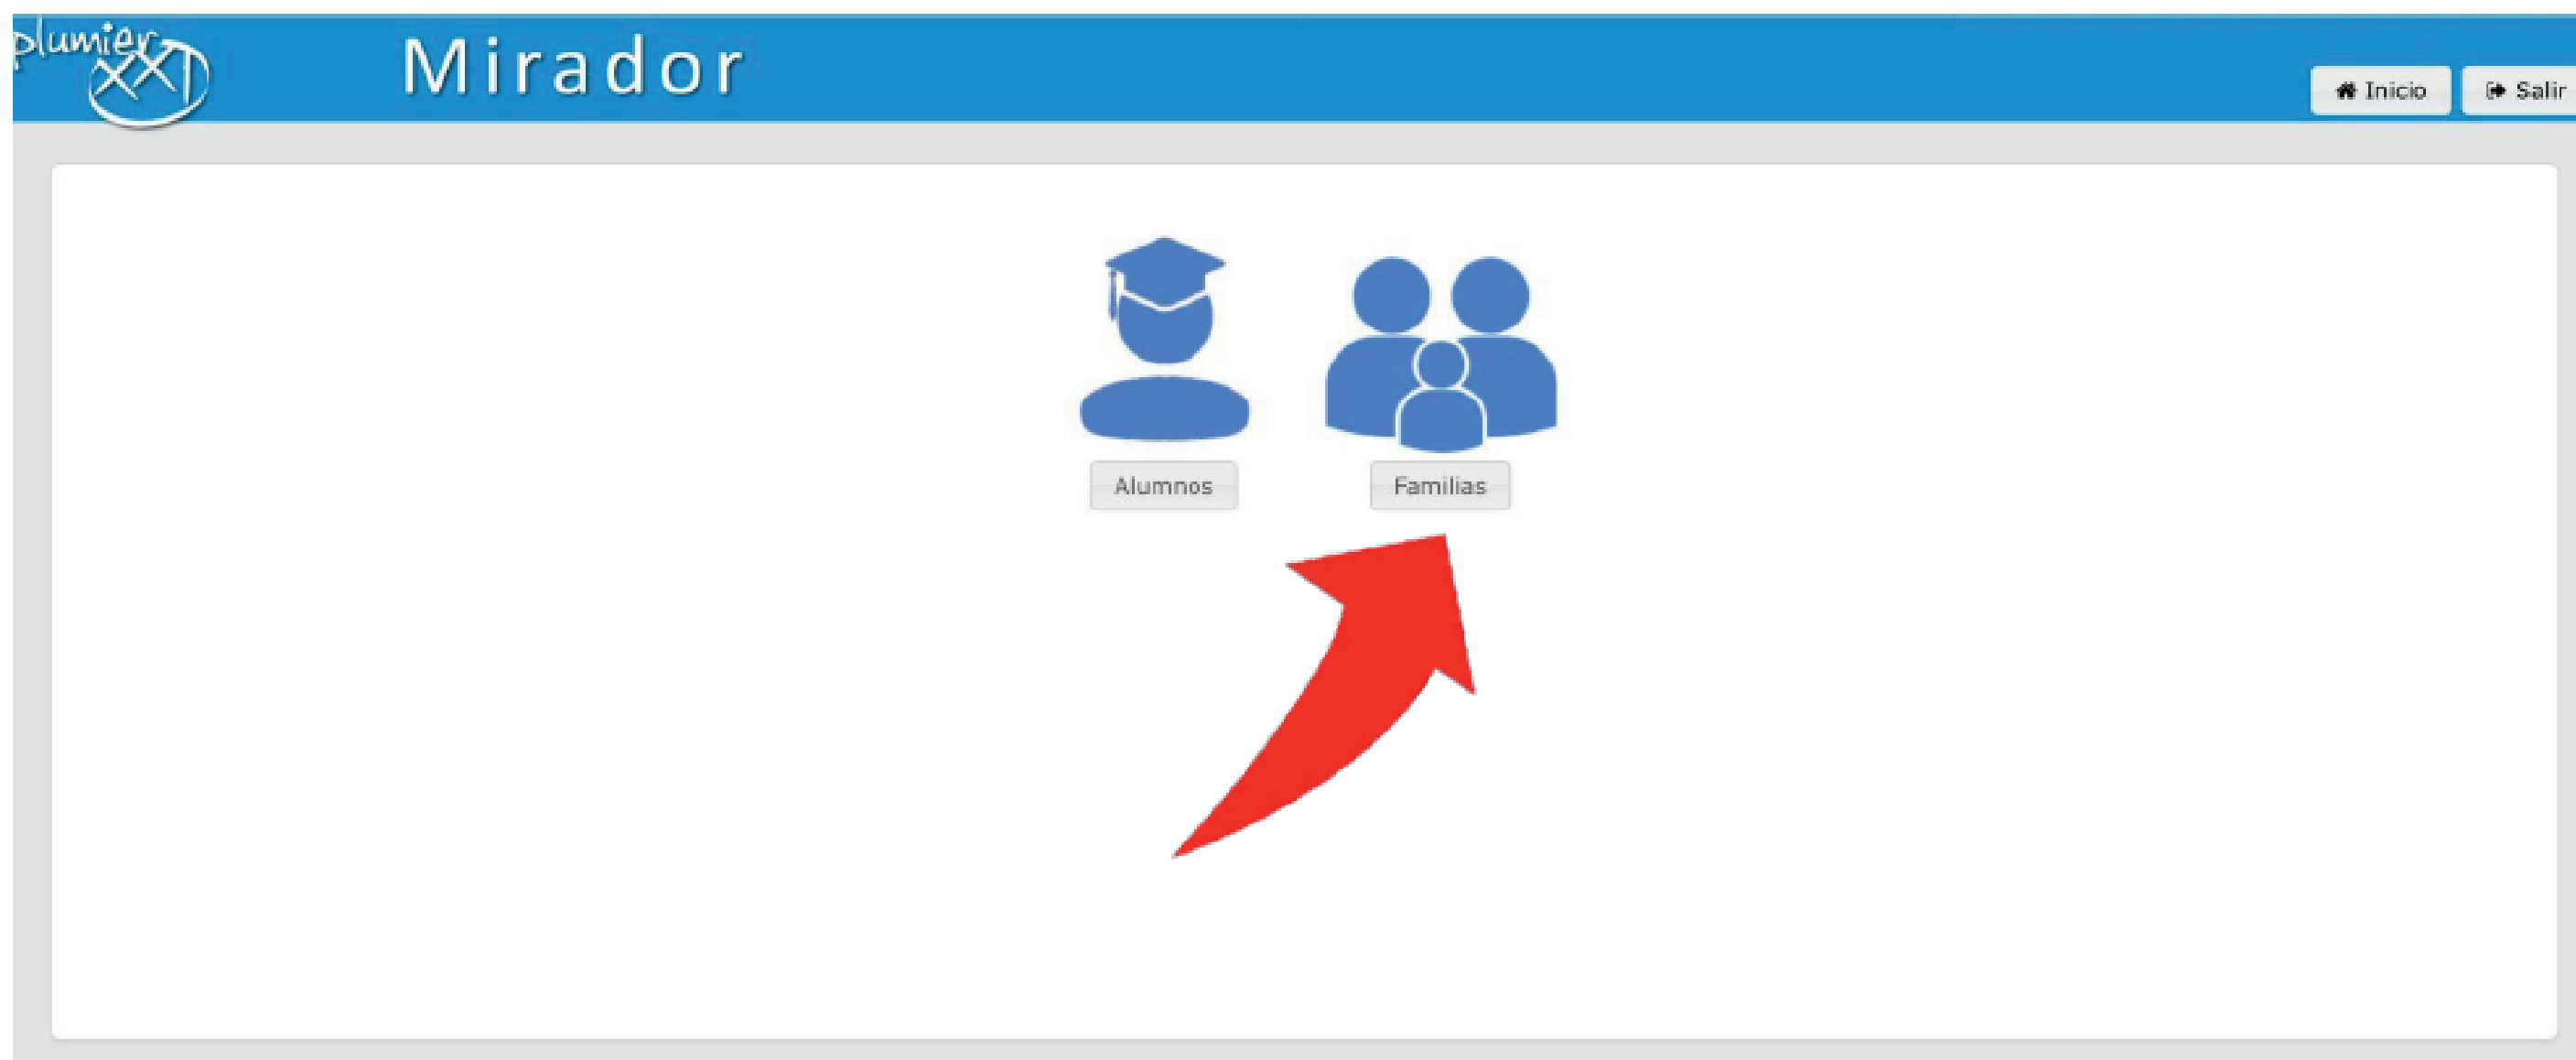 plumier
XXI
Mirador
Inicio
Salir
Alumnos
Familias